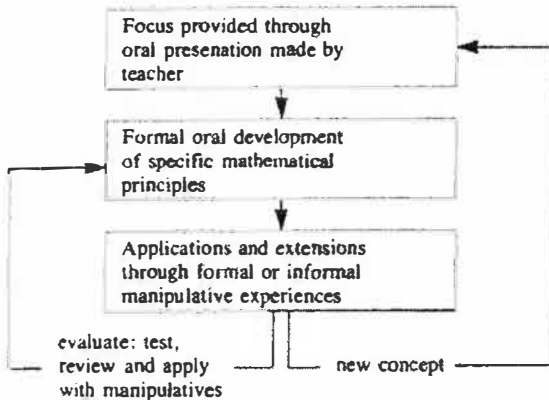 Focus provided through
oral presenation made by
teacher
Formal oral development
of specific mathematical
principles
Applications and extensions
through formal or informal
manipulative experiences
evaluate: test,
review and apply
with manipulatives
new concept